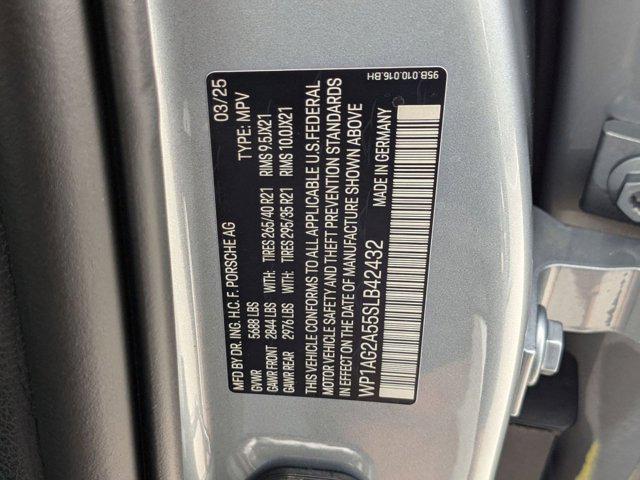 MFD BY DR. ING. H.C. F. PORSCHE AG 03/25
GVWR 5688 LBS TYPE: MPV
GAWR FRONT 2844 LBS WITH: TIRES 265/40 R21 RIMS 9.5JX21
GAWR REAR 2976 LBS WITH: TIRES 295/35 R21 RIMS 10.0JX21
THIS VEHICLE CONFORMS TO ALL APPLICABLE U.S. FEDERAL
MOTOR VEHICLE SAFETY AND THEFT PREVENTION STANDARDS
IN EFFECT ON THE DATE OF MANUFACTURE SHOWN ABOVE
WP1AG2A55SLB42432 MADE IN GERMANY
95B.010.016.BH